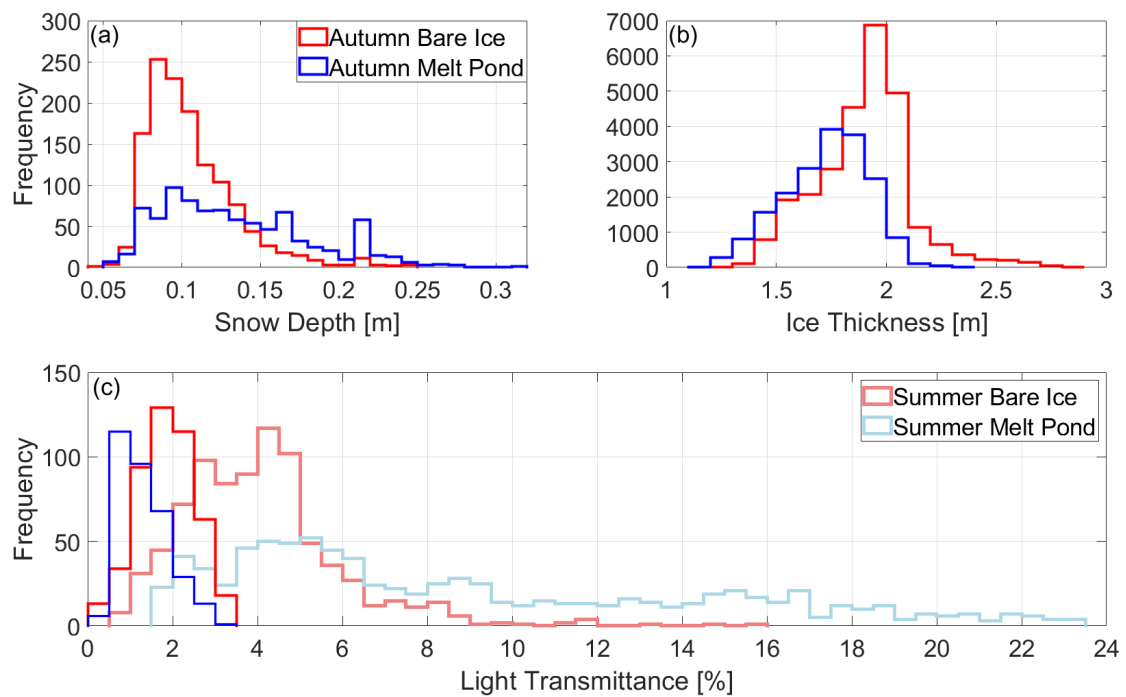 (a)
Autumn Bare Ice
Autumn Melt Pond
Frequency
300
250
200
150
100
50
0
0.05 0.1 0.15 0.2 0.25 0.3
Snow Depth [m]
(b)
7000
6000
5000
4000
3000
2000
1000
0
1 1.5 2 2.5 3
Ice Thickness [m]
(c)
Summer Bare Ice
Summer Melt Pond
Frequency
150
100
50
0
0 2 4 6 8 10 12 14 16 18 20 22 24
Light Transmittance [%]